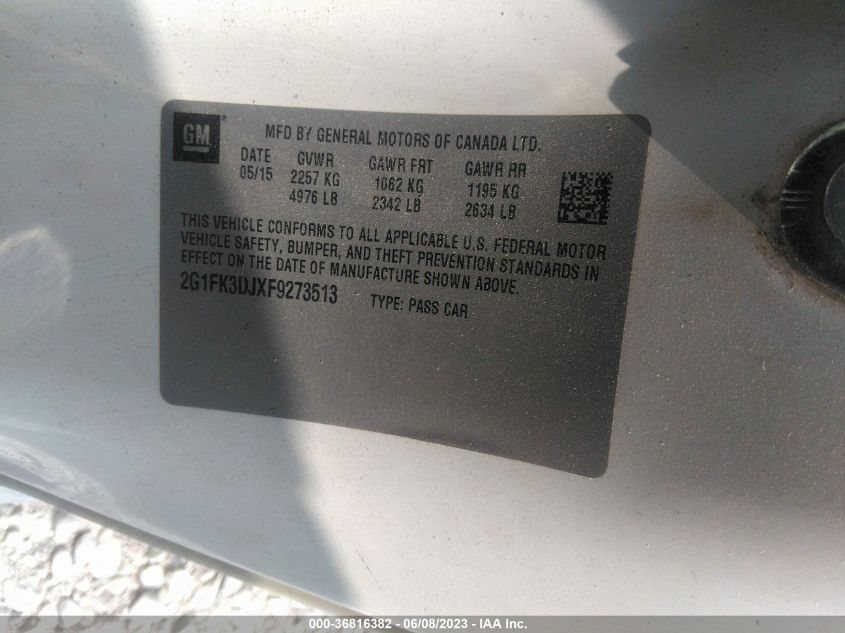 GM
MFD BY GENERAL MOTORS OF CANADA LTD.
DATE GVWR GAWR FRT GAWR RR
05/15 2257 KG 1062 KG 1195 KG
4976 LB 2342 LB 2634 LB
THIS VEHICLE CONFORMS TO ALL APPLICABLE U.S. FEDERAL MOTOR
VEHICLE SAFETY, BUMPER, AND THEFT PREVENTION STANDARDS IN
EFFECT ON THE DATE OF MANUFACTURE SHOWN ABOVE.
2G1FK3DJXF9273513 TYPE: PASS CAR
000-36816382 - 06/08/2023 - IAA Inc.